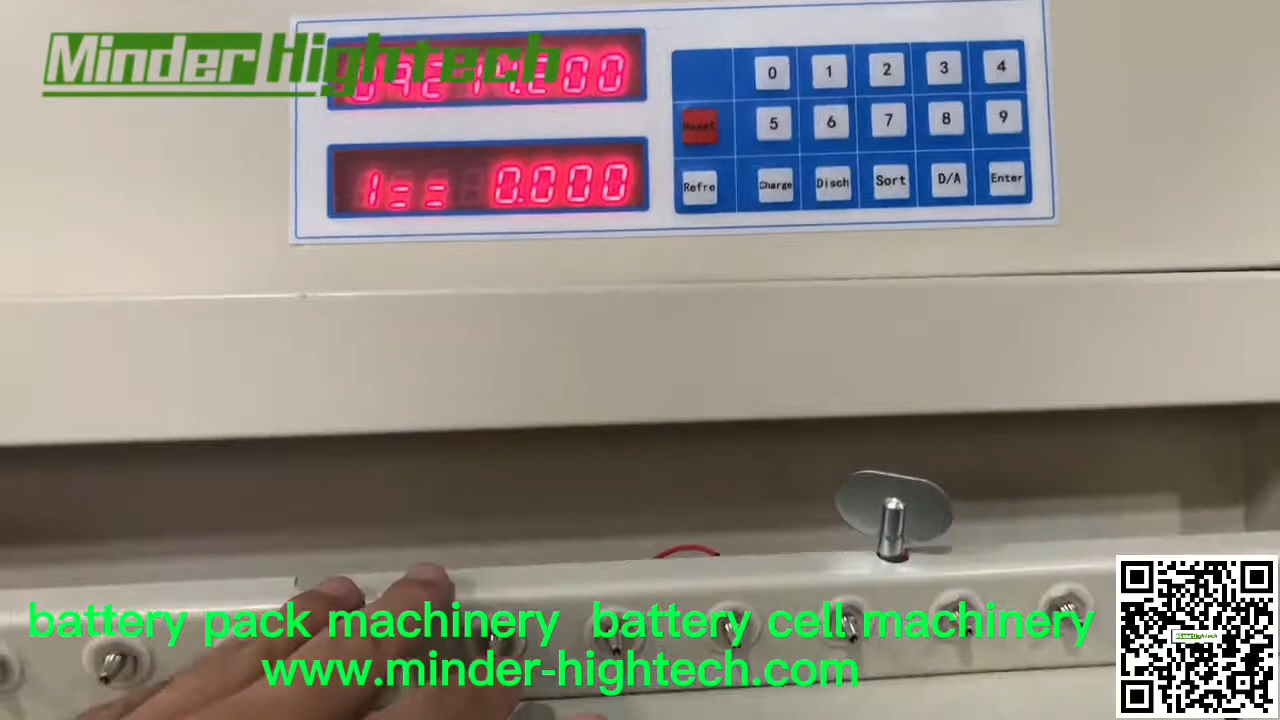 Minder Hightech
0 1 2 3 4
Reset 5 6 7 8 9
1== 0.000
Refre Charge Disch Sort D/A Enter
battery pack machinery battery cell machinery
www.minder-hightech.com